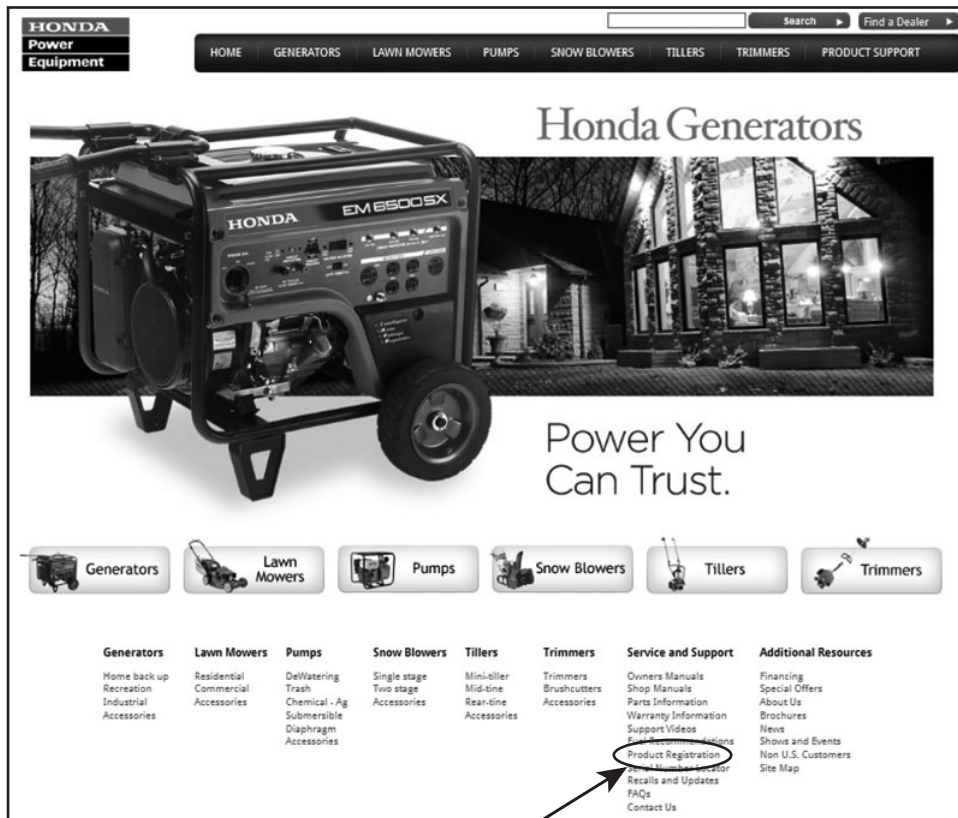 HONDA
Power
Equipment
Search
Find a Dealer
HOME GENERATORS LAWN MOWERS PUMPS SNOW BLOWERS TILLERS TRIMMERS PRODUCT SUPPORT
Honda Generators
HONDA
EM6500SX
Power You
Can Trust.
Generators
Lawn
Mowers
Pumps
Snow Blowers
Tillers
Trimmers
Generators
Home back up
Recreation
Industrial
Accessories
Lawn Mowers
Residential
Commercial
Accessories
Pumps
DeWatering
Trash
Chemical - Ag
Submersible
Diaphragm
Accessories
Snow Blowers
Single stage
Two stage
Accessories
Tillers
Mini-tiller
Mid-tine
Rear-tine
Accessories
Trimmers
Trimmers
Brushcutters
Accessories
Service and Support
Owners Manuals
Shop Manuals
Parts Information
Warranty Information
Support Videos
Fuel Recommendations
Product Registration
Serial Number Locator
Recalls and Updates
FAQs
Contact Us
Additional Resources
Financing
Special Offers
About Us
Brochures
News
Shows and Events
Non U.S. Customers
Site Map